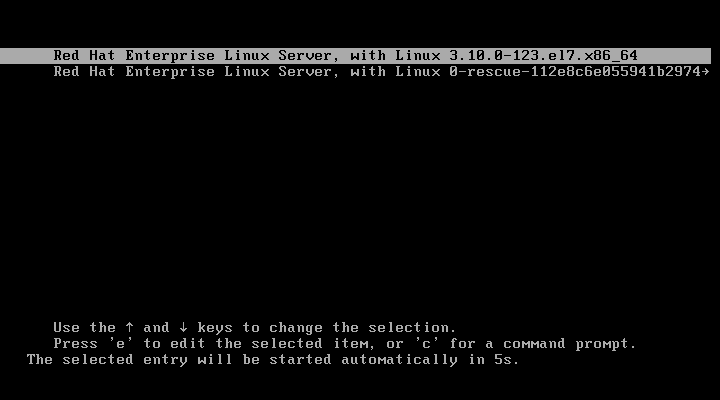 Red Hat Enterprise Linux Server, with Linux 3.10.0-123.el7.x86_64
Red Hat Enterprise Linux Server, with Linux 0-rescue-112e8c6e055941b2974→
Use the ↑ and ↓ keys to change the selection.
Press 'e' to edit the selected item, or 'c' for a command prompt.
The selected entry will be started automatically in 5s.